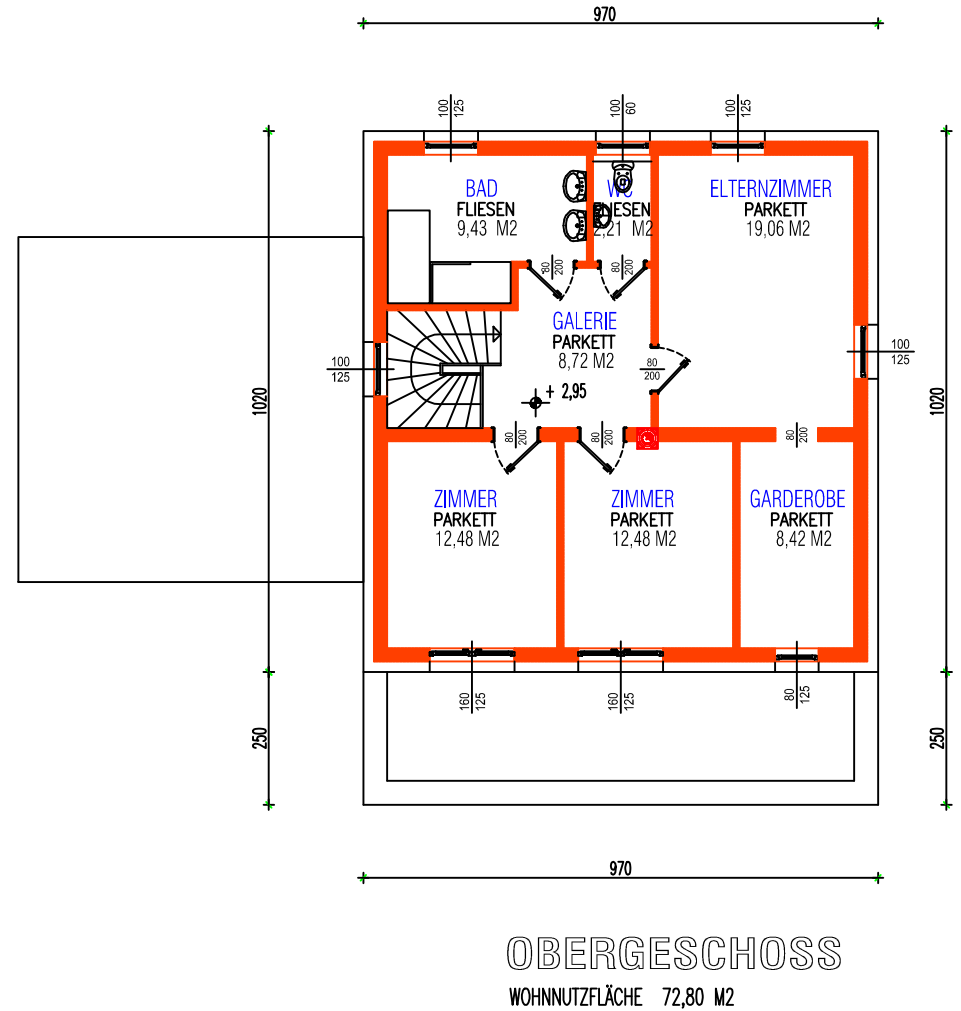 970
100
125
100
60
100
125
BAD
FLIESEN
9,43 M2
WC
FLIESEN
2,21 M2
ELTERNZIMMER
PARKETT
19,06 M2
80
200
80
200
GALERIE
PARKETT
8,72 M2
100
125
80
200
100
125
+ 2,95
1020
1020
80
200
80
200
80
200
ZIMMER
PARKETT
12,48 M2
ZIMMER
PARKETT
12,48 M2
GARDEROBE
PARKETT
8,42 M2
160
125
160
125
80
125
250
250
970
OBERGESCHOSS
WOHNNUTZFLÄCHE 72,80 M2